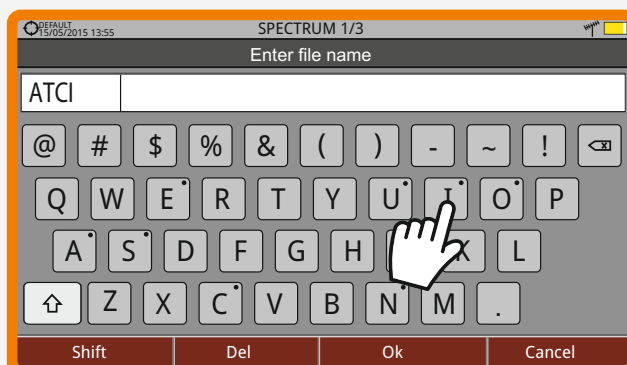 DEFAULT
15/05/2015 13:55
SPECTRUM 1/3
Enter file name
ATCI
@ # $ % & ( ) - ~ !
Q W E R T Y U I O P
A S D F G H K L
Z X C V B N M .
Shift Del Ok Cancel